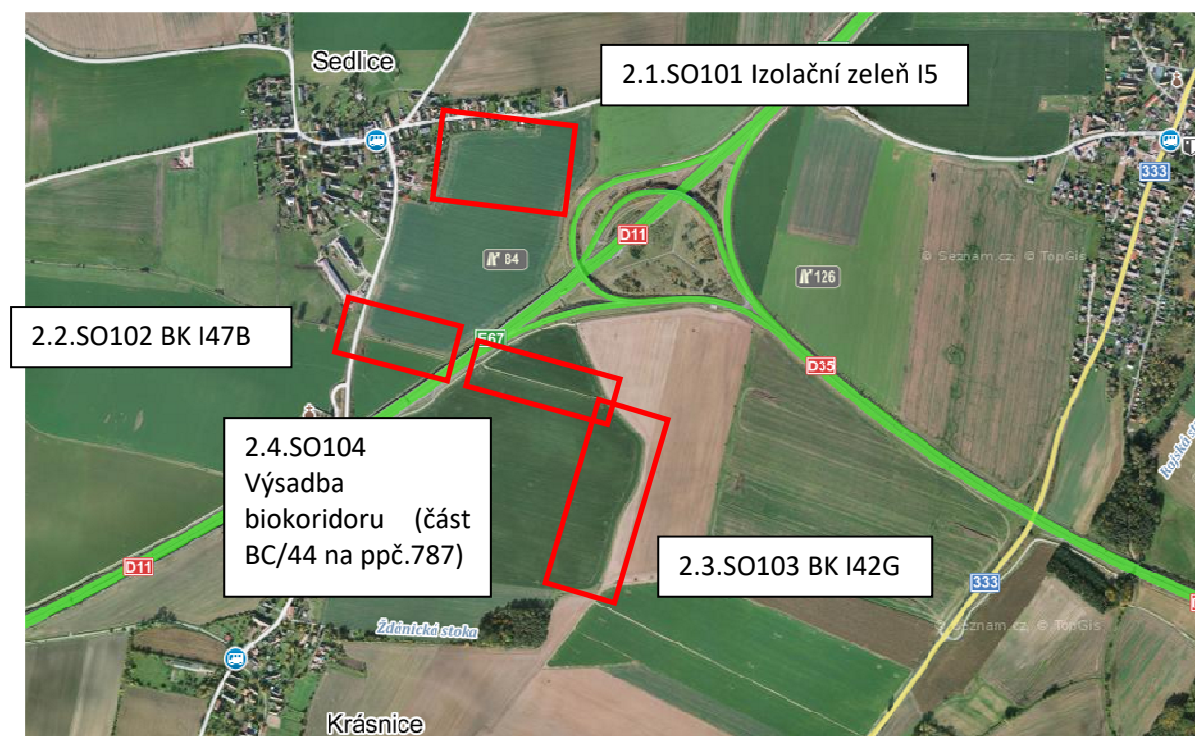 Sedlice
2.1.SO101 Izolační zeleň I5
333
D11
© Seznam.cz, © TopGis
84
126
2.2.SO102 BK I47B
E67
D35
2.4.SO104
Výsadba
biokoridoru (část
BC/44 na ppč.787)
2.3.SO103 BK I42G
D11
333
Seznam.cz, © TopGis
Ždánická stoka
Krásnice